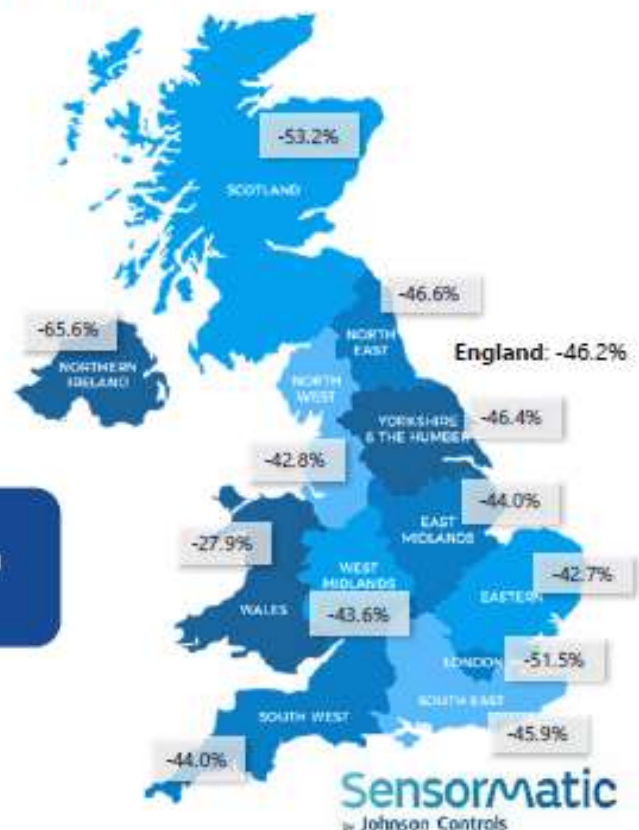 -53.2%
SCOTLAND
-46.6%
-65.6%
NORTHERN
IRELAND
NORTH
EAST
England: -46.2%
NORTH
WEST
YORKSHIRE
& THE HUMBER
-46.4%
-42.8%
-44.0%
EAST
MIDLANDS
-27.9%
WEST
MIDLANDS
-42.7%
EASTERN
WALES
-43.6%
LONDON
-51.5%
SOUTH EAST
SOUTH WEST
-45.9%
-44.0%
Sensormatic
by Johnson Controls